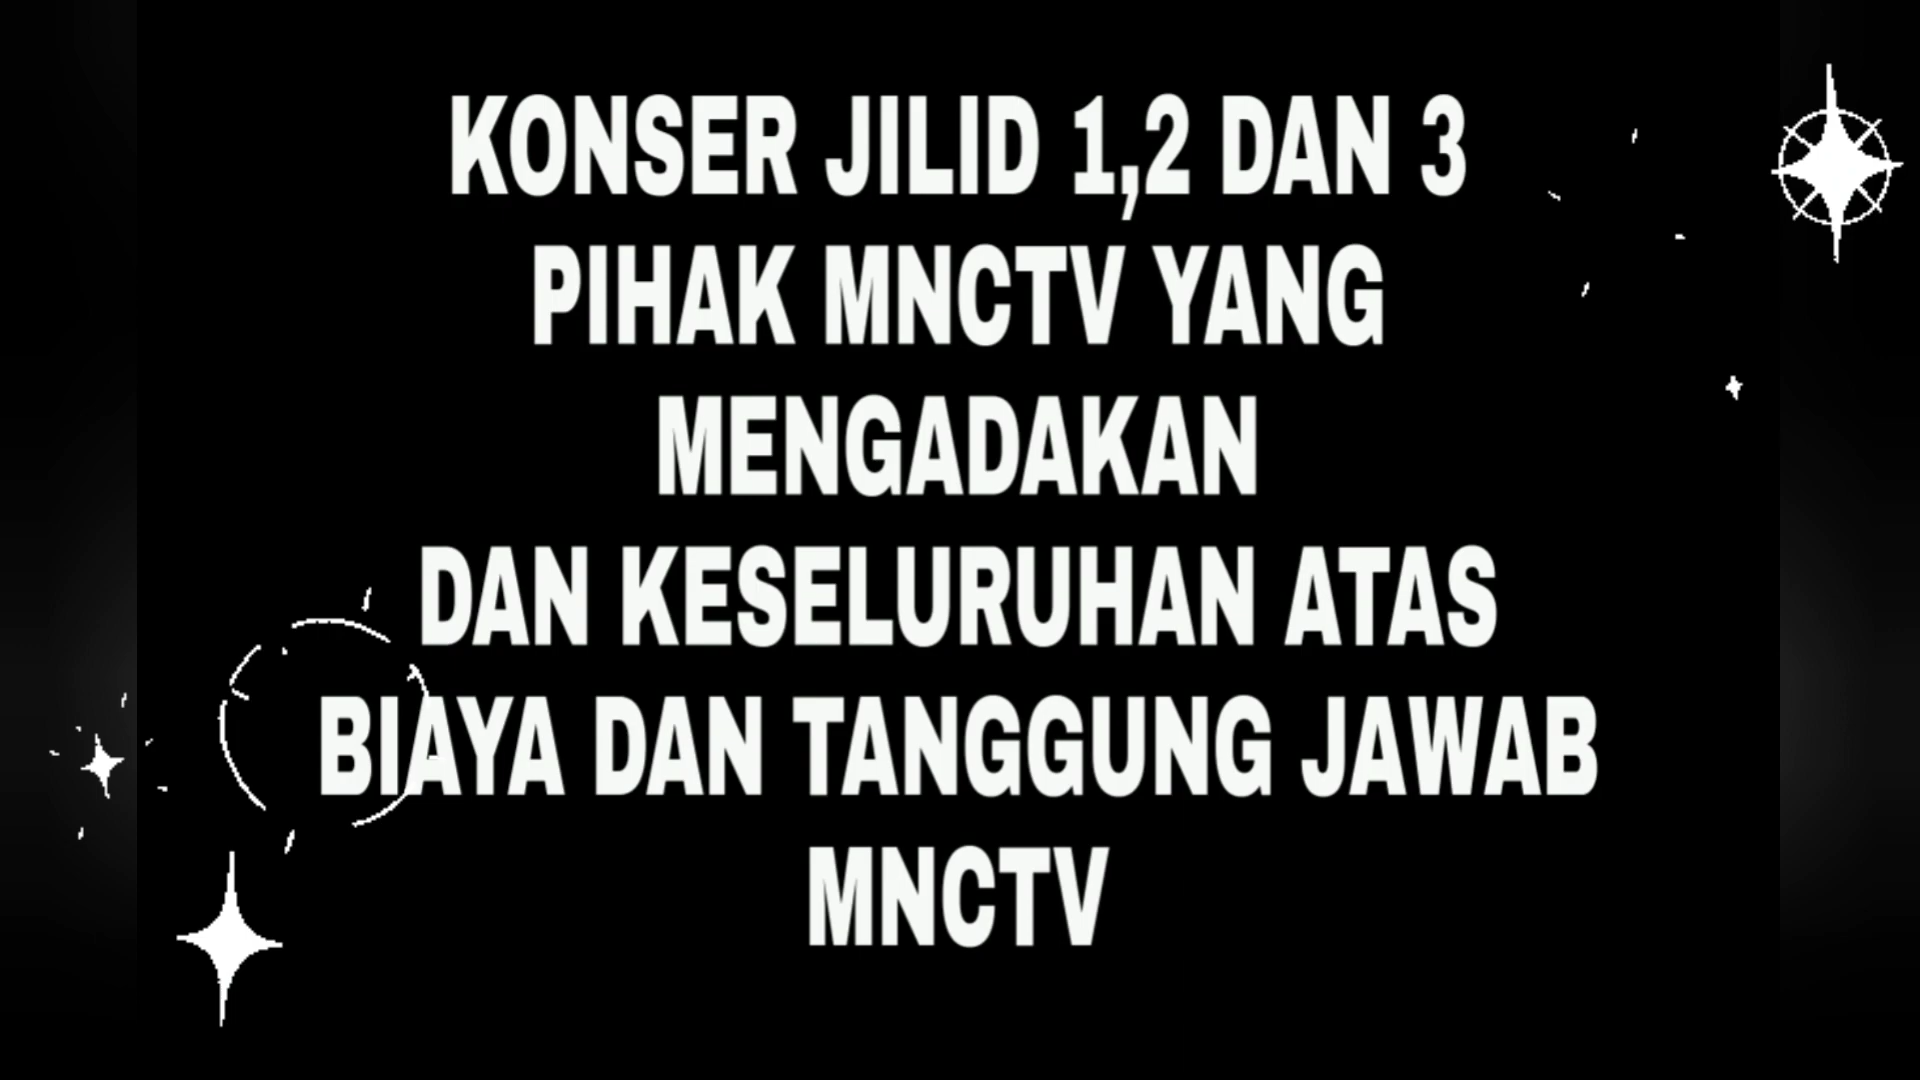 KONSER JILID 1,2 DAN 3
PIHAK MNCTV YANG
MENGADAKAN
DAN KESELURUHAN ATAS
BIAYA DAN TANGGUNG JAWAB
MNCTV